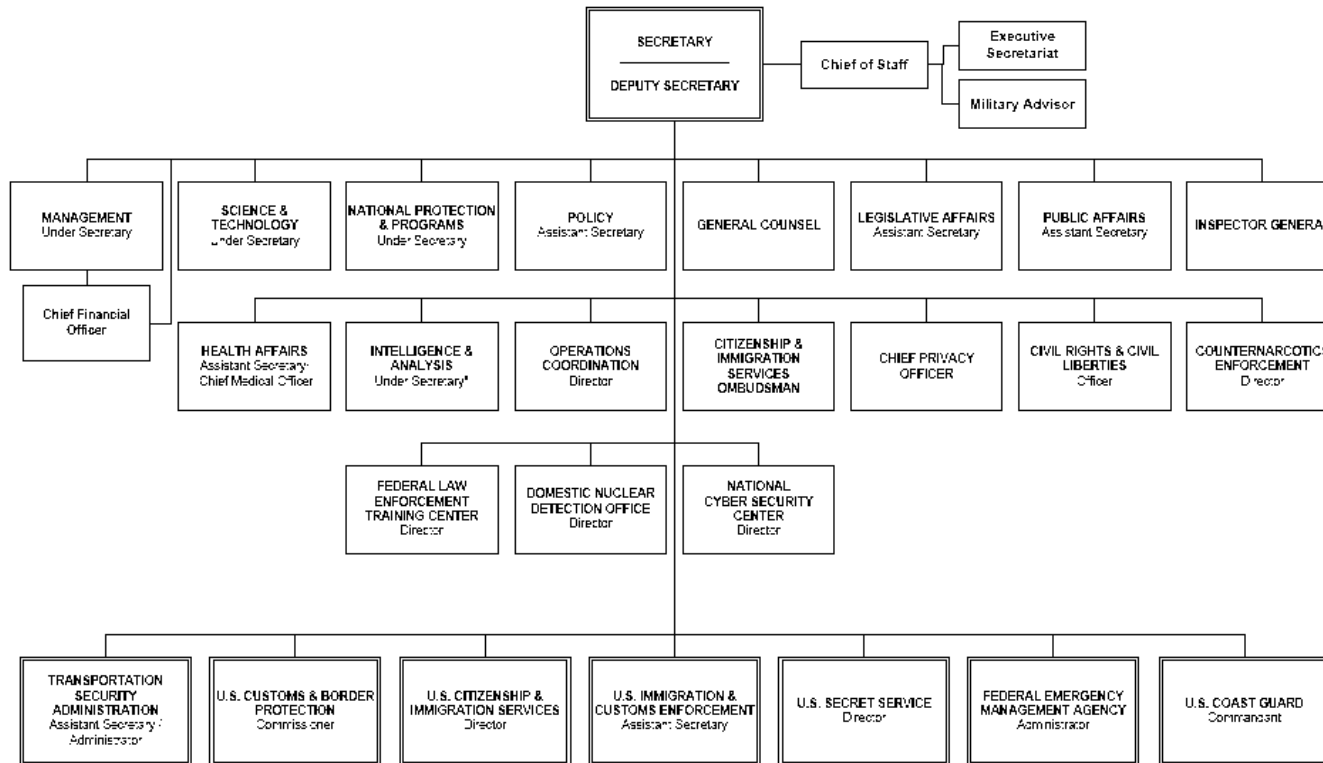 SECRETARY
DEPUTY SECRETARY
Chief of Staff
Executive
Secretariat
Military Advisor
MANAGEMENT
Under Secretary
SCIENCE &
TECHNOLOGY
Under Secretary
NATIONAL PROTECTION
& PROGRAMS
Under Secretary
POLICY
Assistant Secretary
GENERAL COUNSEL
LEGISLATIVE AFFAIRS
Assistant Secretary
PUBLIC AFFAIRS
Assistant Secretary
INSPECTOR GENERA
Chief Financial
Officer
HEALTH AFFAIRS
Assistant Secretary/
Chief Medical Officer
INTELLIGENCE &
ANALYSIS
Under Secretary*
OPERATIONS
COORDINATION
Director
CITIZENSHIP &
IMMIGRATION
SERVICES
OMBUDSMAN
CHIEF PRIVACY
OFFICER
CIVIL RIGHTS & CIVIL
LIBERTIES
Officer
COUNTERNARCOTICS
ENFORCEMENT
Director
FEDERAL LAW
ENFORCEMENT
TRAINING CENTER
Director
DOMESTIC NUCLEAR
DETECTION OFFICE
Director
NATIONAL
CYBER SECURITY
CENTER
Director
TRANSPORTATION
SECURITY
ADMINISTRATION
Assistant Secretary /
Administrator
U.S. CUSTOMS & BORDER
PROTECTION
Commissioner
U.S. CITIZENSHIP &
IMMIGRATION SERVICES
Director
U.S. IMMIGRATION &
CUSTOMS ENFORCEMENT
Assistant Secretary
U.S. SECRET SERVICE
Director
FEDERAL EMERGENCY
MANAGEMENT AGENCY
Administrator
U.S. COAST GUARD
Commandant